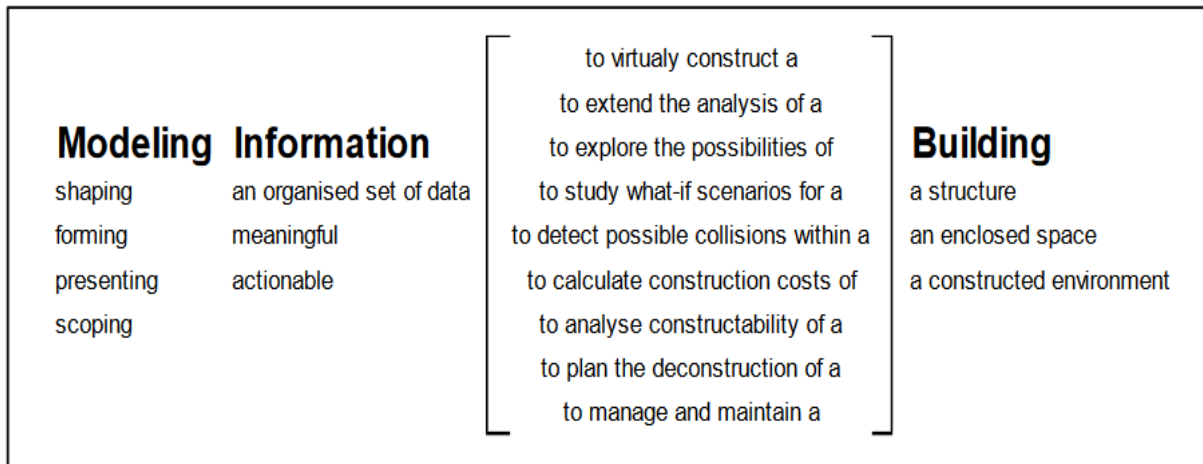 Modeling
shaping
forming
presenting
scoping
Information
an organised set of data
meaningful
actionable
to virtualy construct a
to extend the analysis of a
to explore the possibilities of
to study what-if scenarios for a
to detect possible collisions within a
to calculate construction costs of
to analyse constructability of a
to plan the deconstruction of a
to manage and maintain a
Building
a structure
an enclosed space
a constructed environment